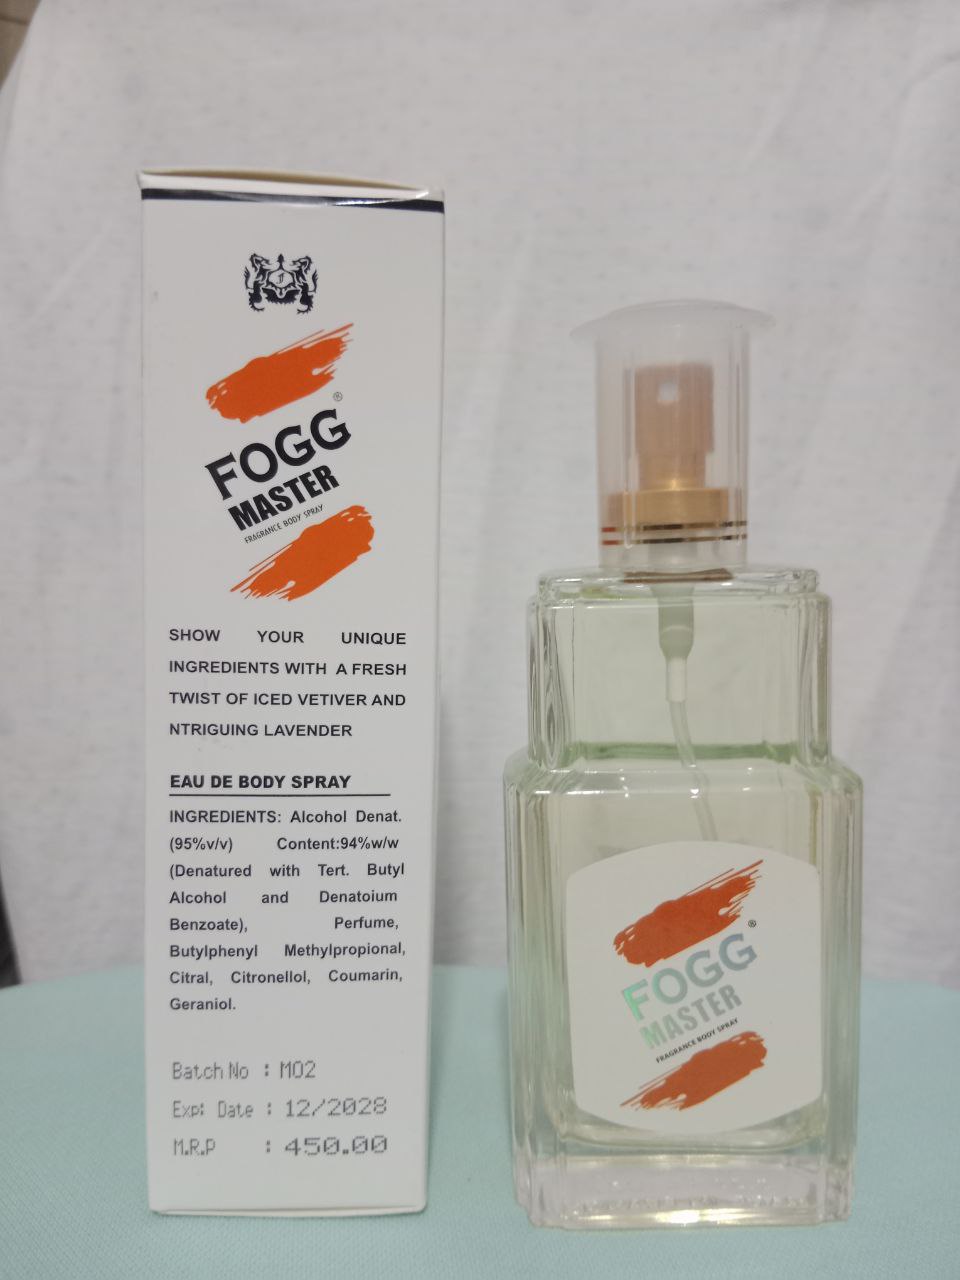 ®
FOGG
MASTER
FRAGRANCE BODY SPRAY
SHOW YOUR UNIQUE
INGREDIENTS WITH A FRESH
TWIST OF ICED VETIVER AND
NTRIGUING LAVENDER
EAU DE BODY SPRAY
INGREDIENTS: Alcohol Denat.
(95%v/v) Content:94%w/w
(Denatured with Tert. Butyl
Alcohol and Denatoium
Benzoate), Perfume,
Butylphenyl Methylpropional,
Citral, Citronellol, Coumarin,
Geraniol.
Batch No : M02
Exp: Date : 12/2028
M.R.P : 450.00
®
FOGG
MASTER
FRAGRANCE BODY SPRAY